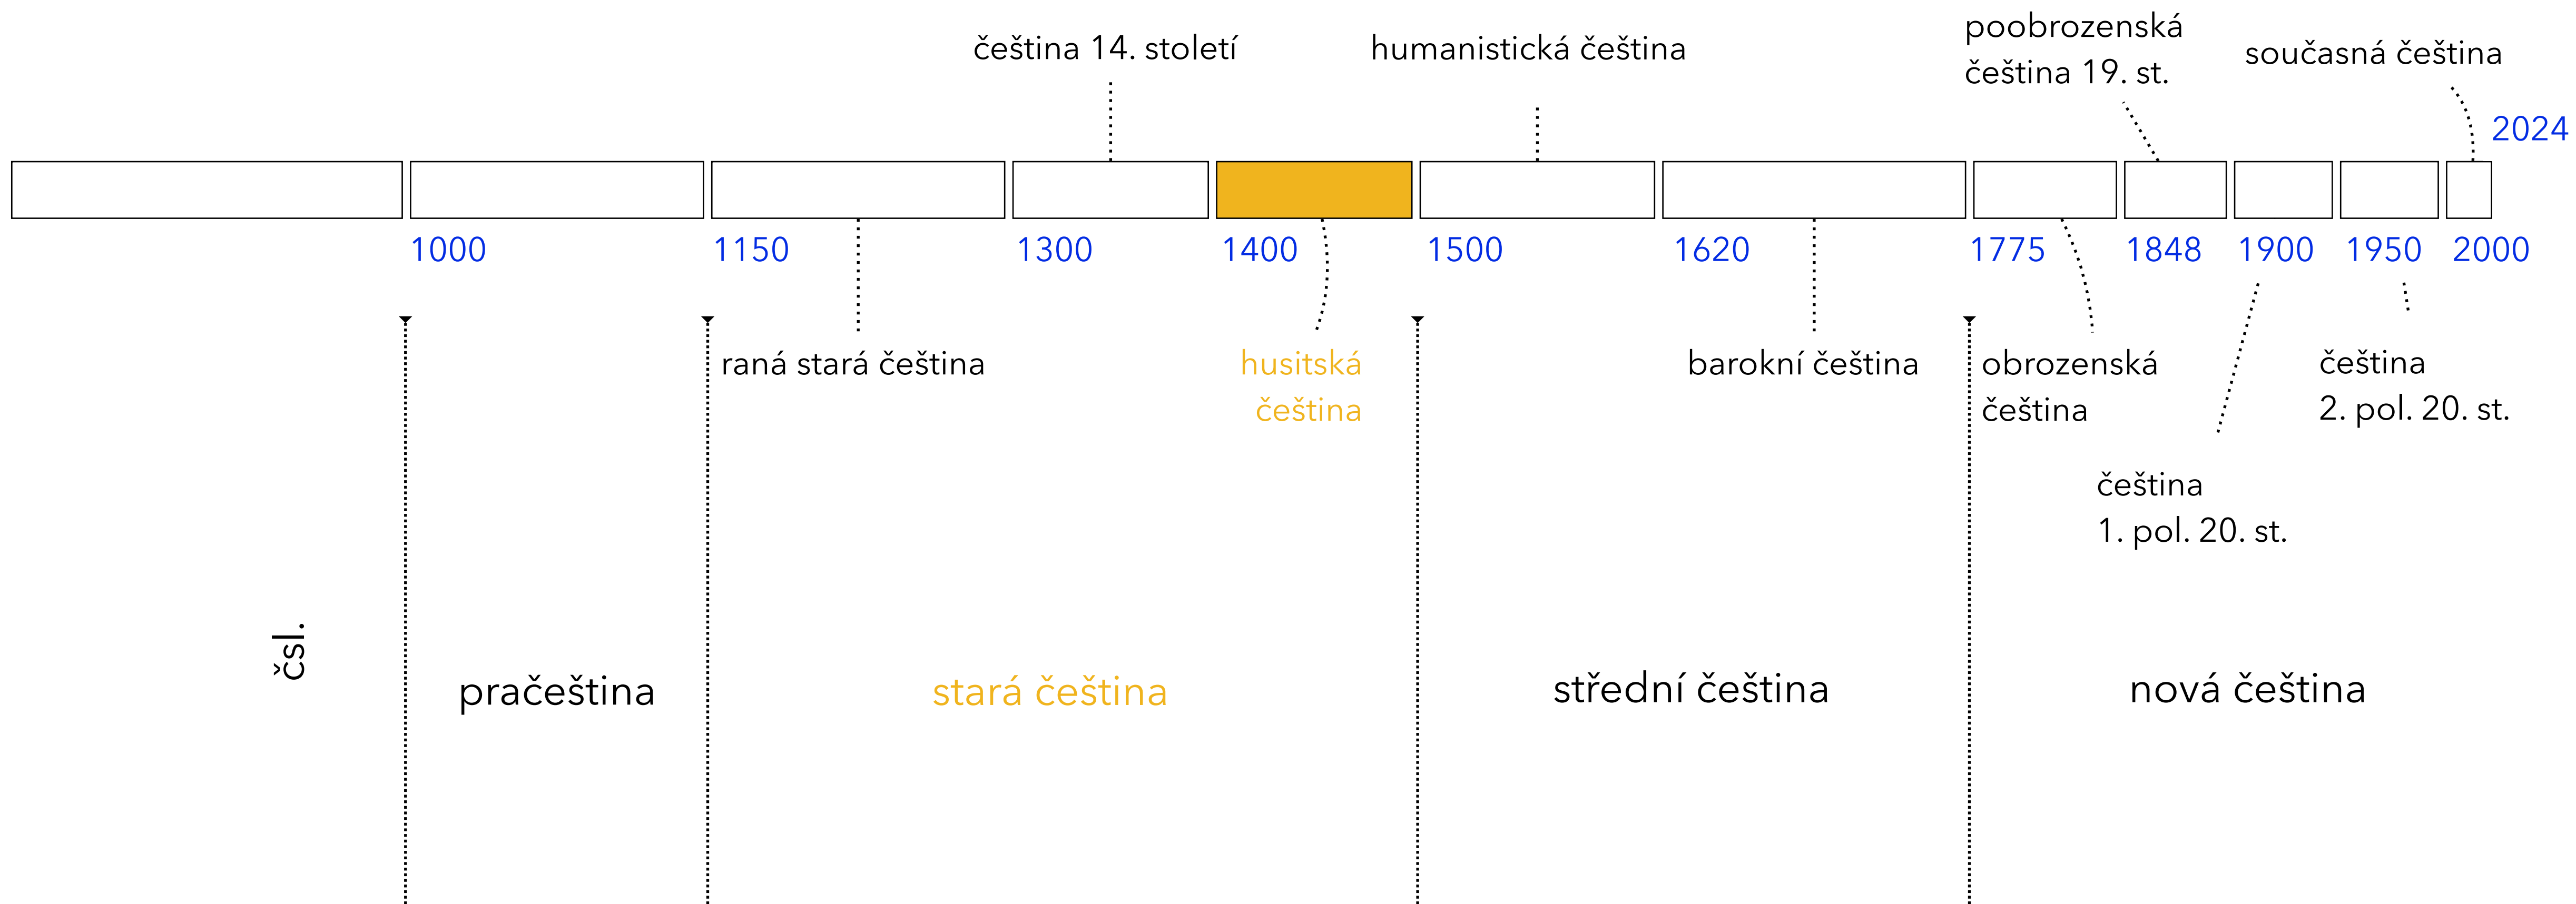 čeština 14. století
humanistická čeština
poobrozenská
čeština 19. st.
současná čeština
2024
1000
1150
1300
1400
1500
1620
1775
1848
1900
1950
2000
raná stará čeština
husitská
čeština
barokní čeština
obrozenská
čeština
čeština
2. pol. 20. st.
čeština
1. pol. 20. st.
čsl.
pračeština
stará čeština
střední čeština
nová čeština